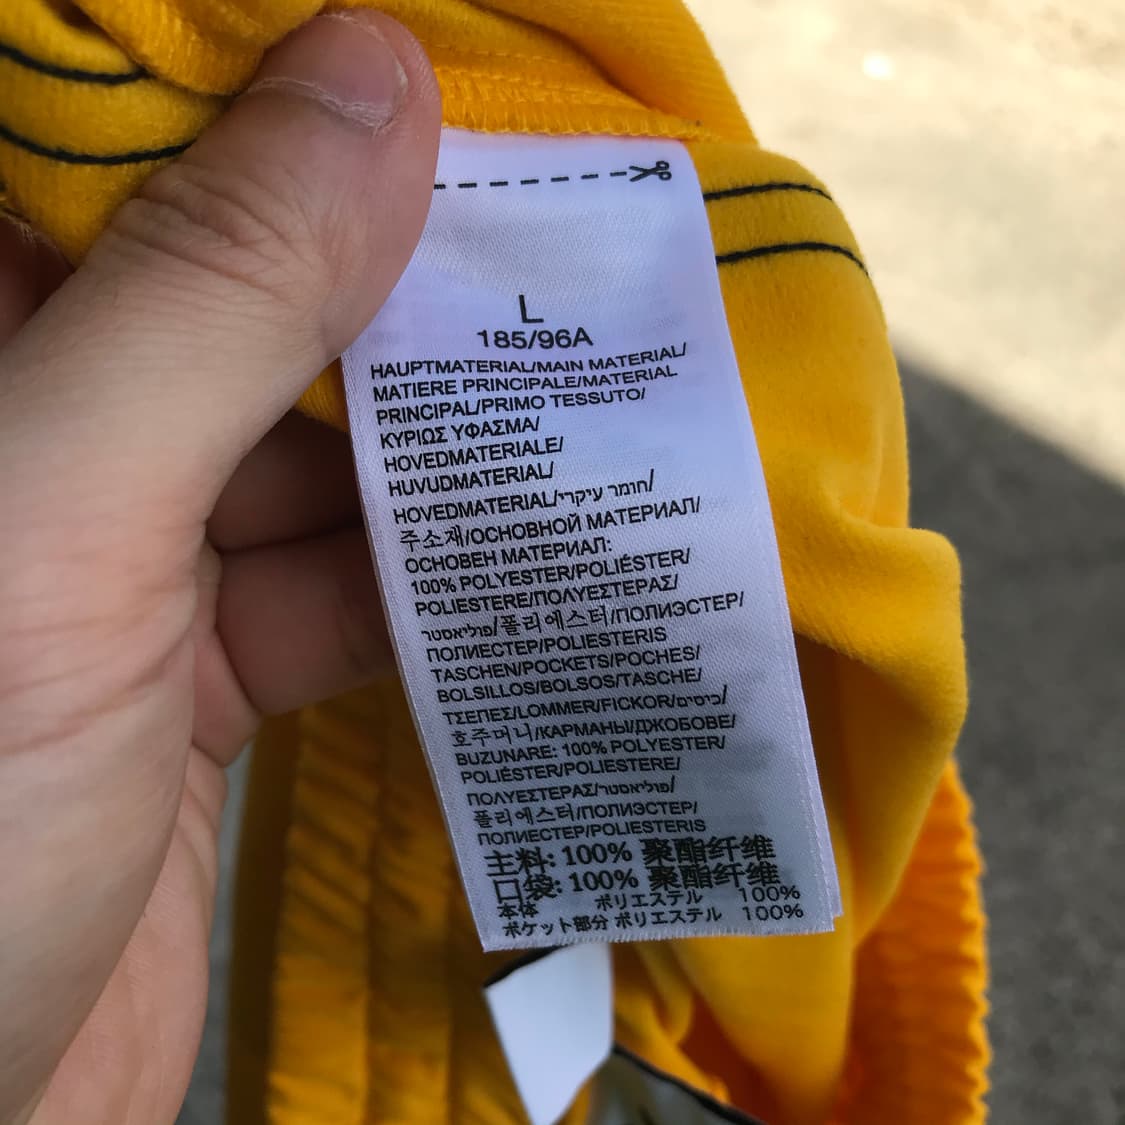 L
185/96A
HAUPTMATERIAL/MAIN MATERIAL/
MATIERE PRINCIPALE/MATERIAL
PRINCIPAL/PRIMO TESSUTO/
ΚΥΡΙΩΣ ΥΦΑΣΜΑ/
HOVEDMATERIALE/
HUVUDMATERIAL/
HOVEDMATERIAL/חומר עיקרי/
주소재/ОСНОВНОЙ МАТЕРИАЛ/
ОСНОВЕН МАТЕРИАЛ:
100% POLYESTER/POLIÉSTER/
POLIESTERE/ΠΟΛΥΕΣΤΕΡΑΣ/
פוליאסטר/폴리에스터/ПОЛИЭСТЕР/
ПОЛИЕСТЕР/POLIESTERIS
TASCHEN/POCKETS/POCHES/
BOLSILLOS/BOLSOS/TASCHE/
ΤΣΕΠΕΣ/LOMMER/FICKOR/כיסים/
호주머니/КАРМАНЫ/ДЖОБОВЕ/
BUZUNARE: 100% POLYESTER/
POLIÉSTER/POLIESTERE/
ΠΟΛΥΕΣΤΕΡΑΣ/פוליאסטר/
폴리에스터/ПОЛИЭСТЕР/
ПОЛИЕСТЕР/POLIESTERIS
主料: 100% 聚酯纤维
口袋: 100% 聚酯纤维
本体 ポリエステル 100%
ポケット部分 ポリエステル 100%